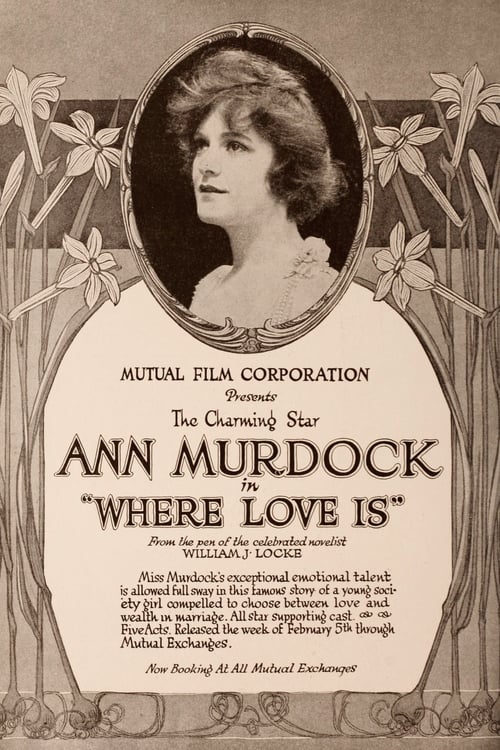 MUTUAL FILM CORPORATION
Presents
The Charming Star
ANN MURDOCK
in
"WHERE LOVE IS"
From the pen of the celebrated novelist
WILLIAM J. LOCKE
Miss Murdock's exceptional emotional talent
is allowed full sway in this famous story of a young soci-
ety girl compelled to choose between love and
wealth in marriage. All star supporting cast.
Five Acts. Released the week of February 5th through
Mutual Exchanges.
Now Booking At All Mutual Exchanges